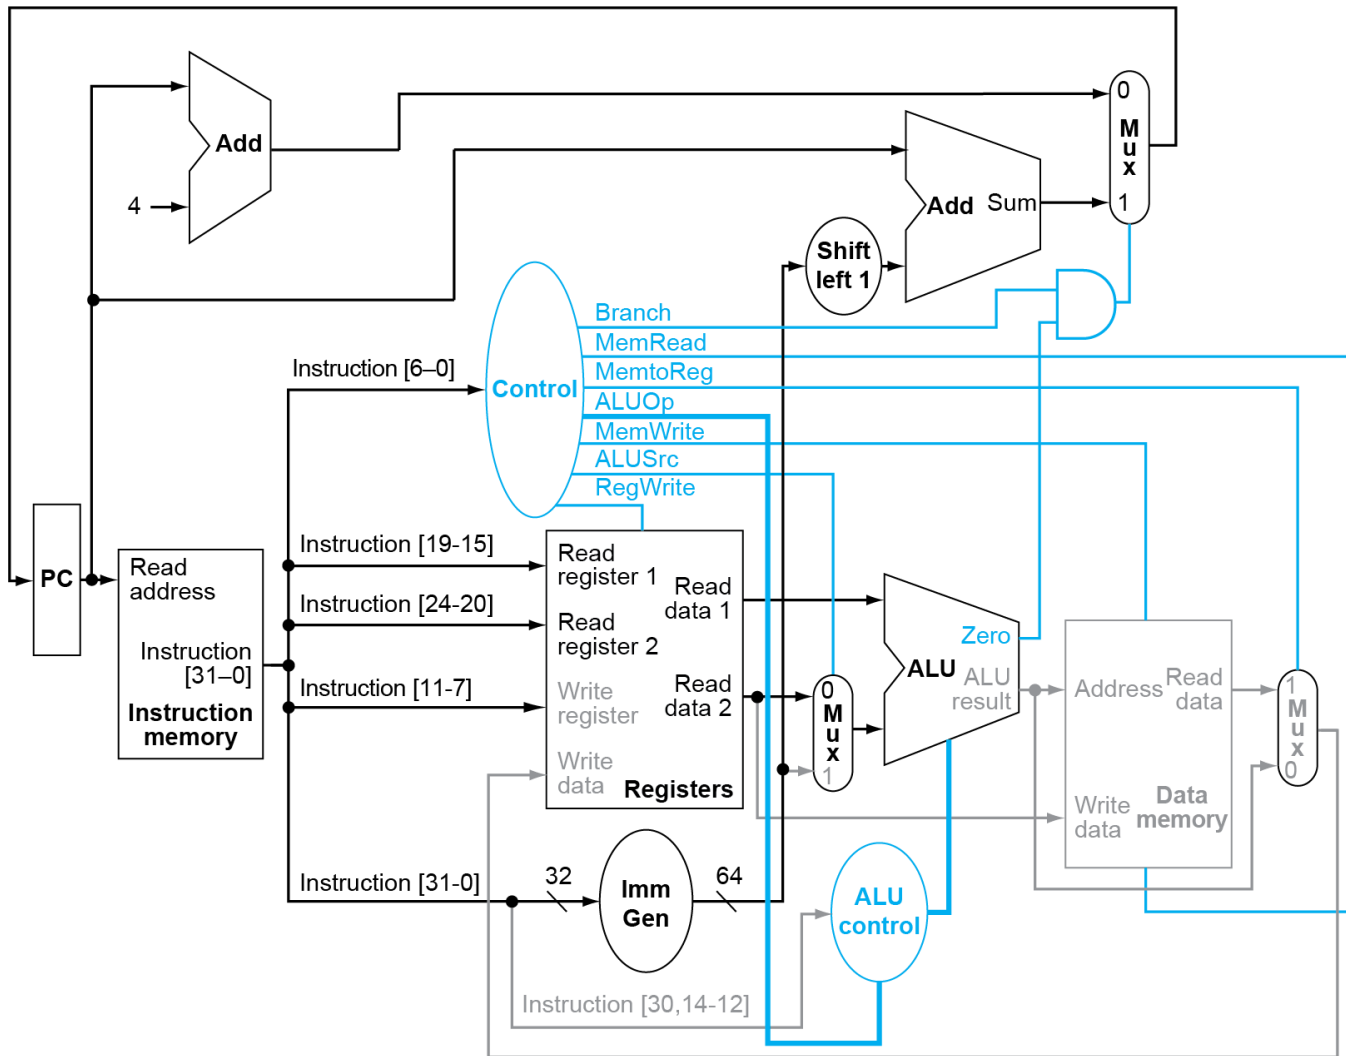 Add
4
0
M
u
x
1
Add
Sum
Shift
left 1
Branch
MemRead
MemtoReg
ALUOp
MemWrite
ALUSrc
RegWrite
Control
Instruction [6–0]
PC
Read
address
Instruction
[31–0]
Instruction
memory
Instruction [19-15]
Instruction [24-20]
Instruction [11-7]
Instruction [31-0]
Read
register 1
Read
register 2
Write
register
Write
data
Read
data 1
Read
data 2
Registers
0
M
u
x
1
Zero
ALU
ALU
result
Address
Read
data
Write
data
Data
memory
1
M
u
x
0
32
Imm
Gen
64
ALU
control
Instruction [30,14-12]